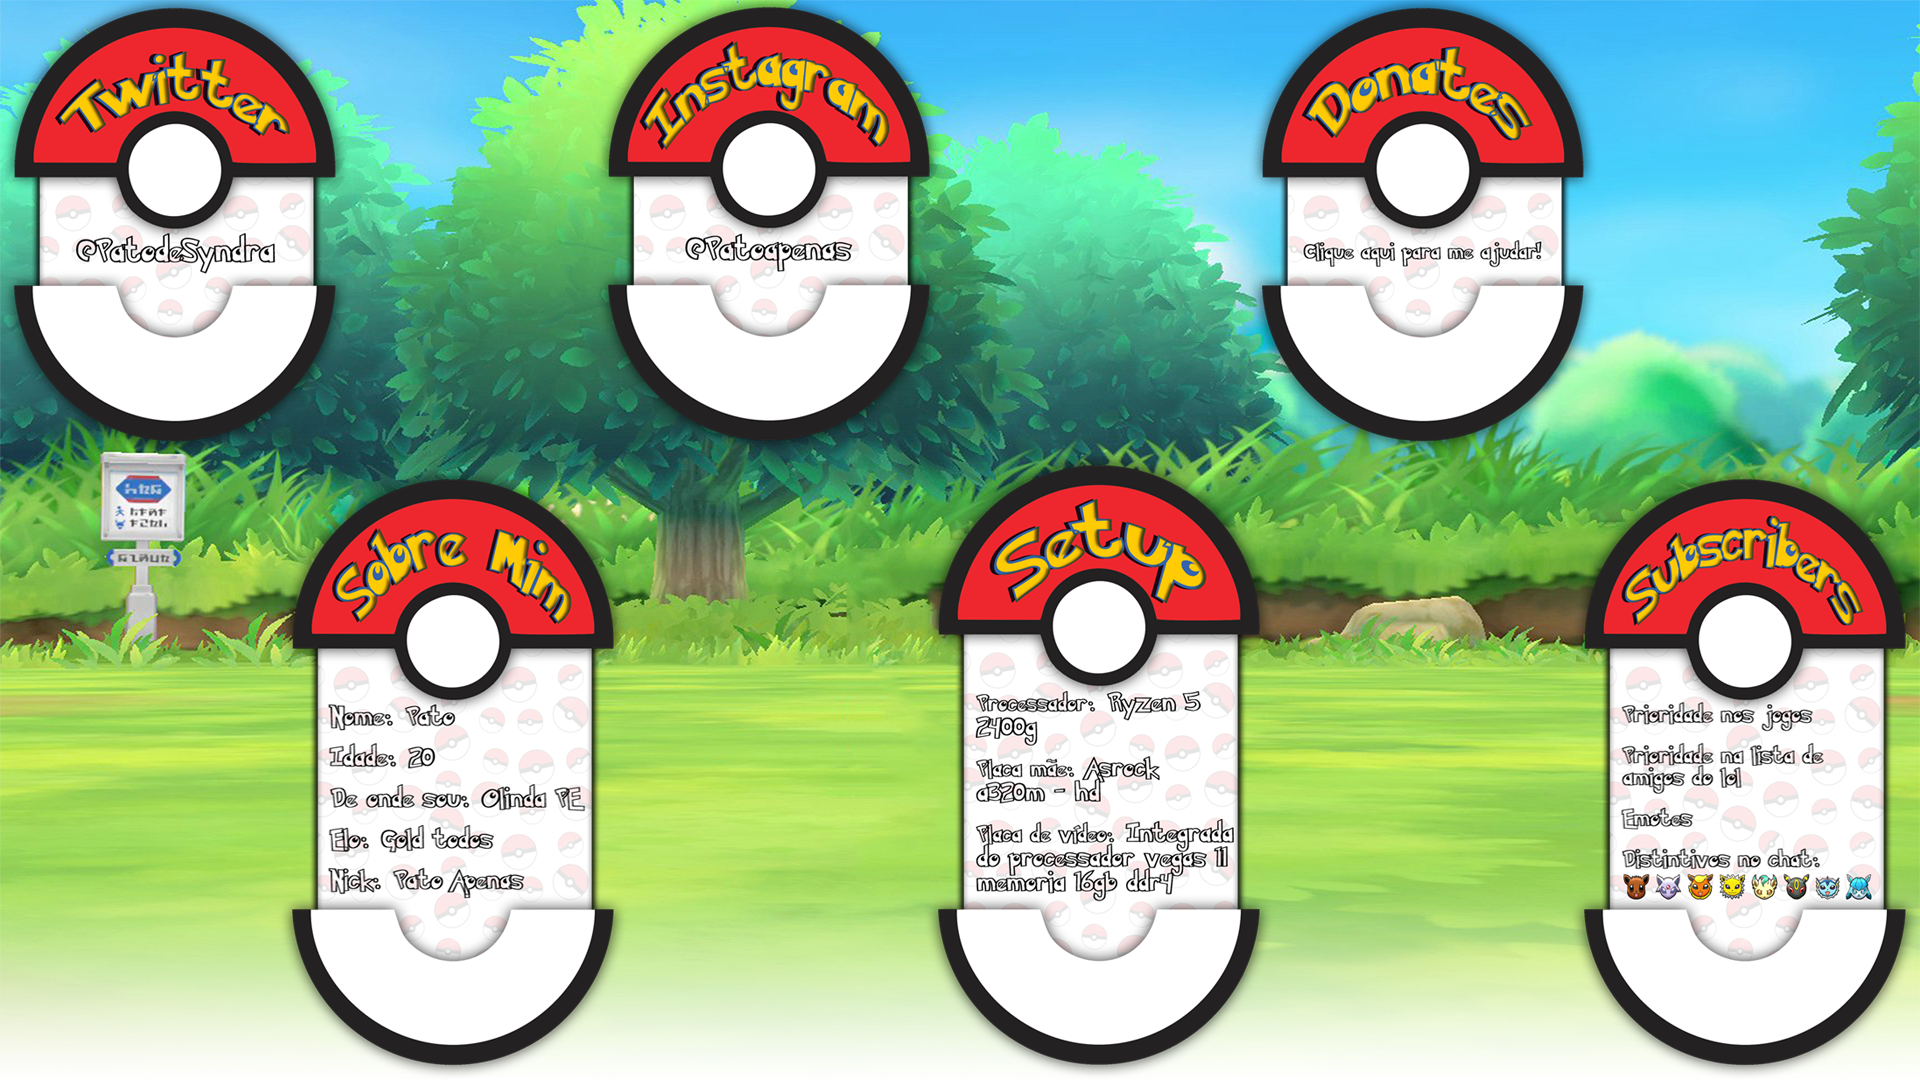 Twitter
@PatodeSyndra
Instagram
@Patoapenas
Donates
Clique aqui para me ajudar!
Sobre Mim
Nome: Pato
Idade: 20
De onde sou: Olinda PE
Elo: Gold todos
Nick: Pato Apenas
Setup
Processador: Ryzen 5
2400g
Placa mãe: Asrock
a320m - hd
Placa de vídeo: Integrada
do processador vegas 11
memoria 16gb ddr4
Subscribers
Prioridade nos jogos
Prioridade na lista de
amigos do lol
Emotes
Distintivos no chat: